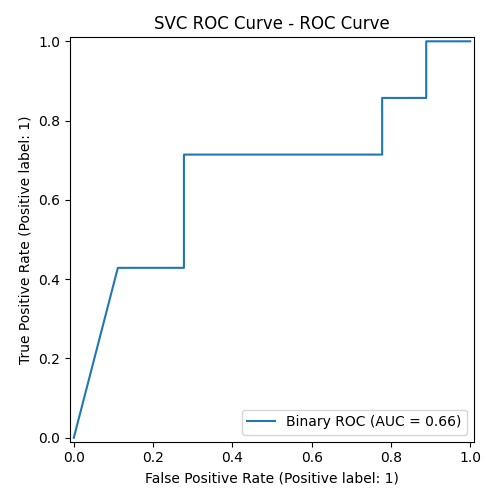 SVC ROC Curve - ROC Curve
1.0
0.8
0.6
0.4
0.2
0.0
True Positive Rate (Positive label: 1)
Binary ROC (AUC = 0.66)
0.0 0.2 0.4 0.6 0.8 1.0
False Positive Rate (Positive label: 1)